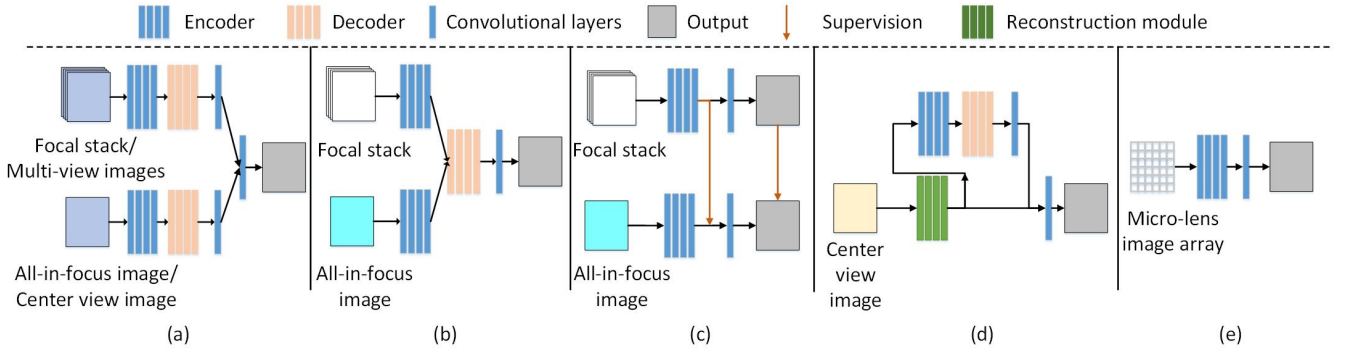 Encoder Decoder Convolutional layers Output Supervision Reconstruction module
Focal stack/
Multi-view images
All-in-focus image/
Center view image
(a)
Focal stack
All-in-focus
image
(b)
Focal stack
All-in-focus
image
(c)
Center
view
image
(d)
Micro-lens
image array
(e)